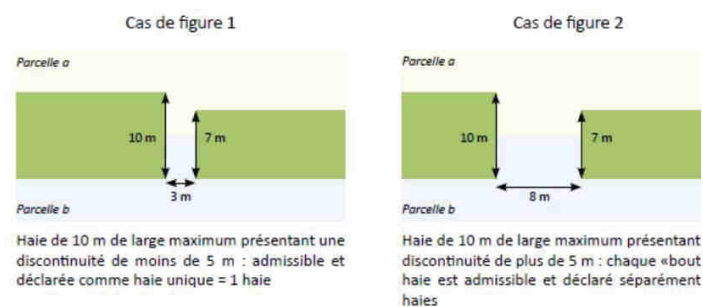 Cas de figure 1
Parcelle a
10 m
7 m
3 m
Parcelle b
Haie de 10 m de large maximum présentant une
discontinuité de moins de 5 m : admissible et
déclarée comme haie unique = 1 haie
Cas de figure 2
Parcelle a
10 m
7 m
8 m
Parcelle b
Haie de 10 m de large maximum présentant
discontinuité de plus de 5 m : chaque «bout
haie est admissible et déclaré séparément
haies